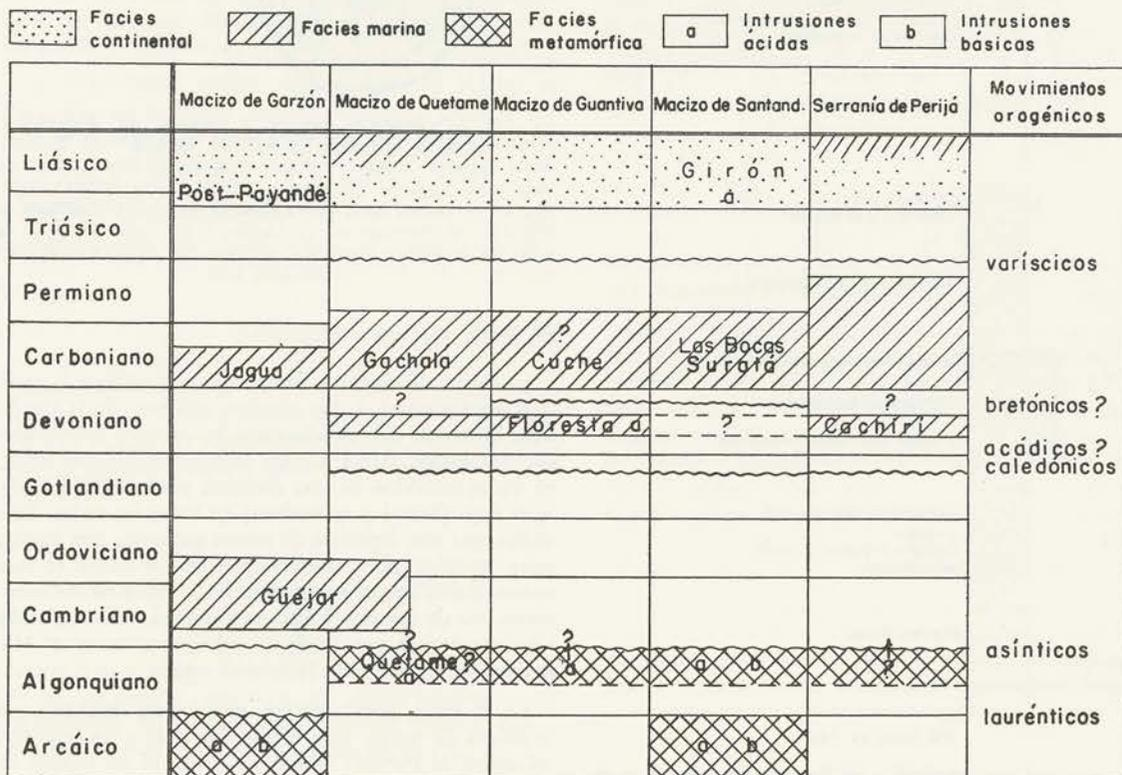 Facies continental
Facies marina
Facies metamórfica
a Intrusiones ácidas
b Intrusiones básicas
Macizo de Garzón Macizo de Quetame Macizo de Guantiva Macizo de Santand. Serranía de Perijá Movimientos orogénicos
Liásico
Girón
Post-Payandé a
Triásico
varíscicos
Permiano
?
Carboniano Las Bocas
Jagua Gachalá Cuche Suratá
? ? bretónicos ?
Devoniano Floresta a ? Cachirí
acádicos ?
caledónicos
Gotlandiano
Ordoviciano
Güejar
Cambriano
? ?
Quetame ? a b asínticos
Algonquiano a a ?
laurénticos
Arcáico a b a b